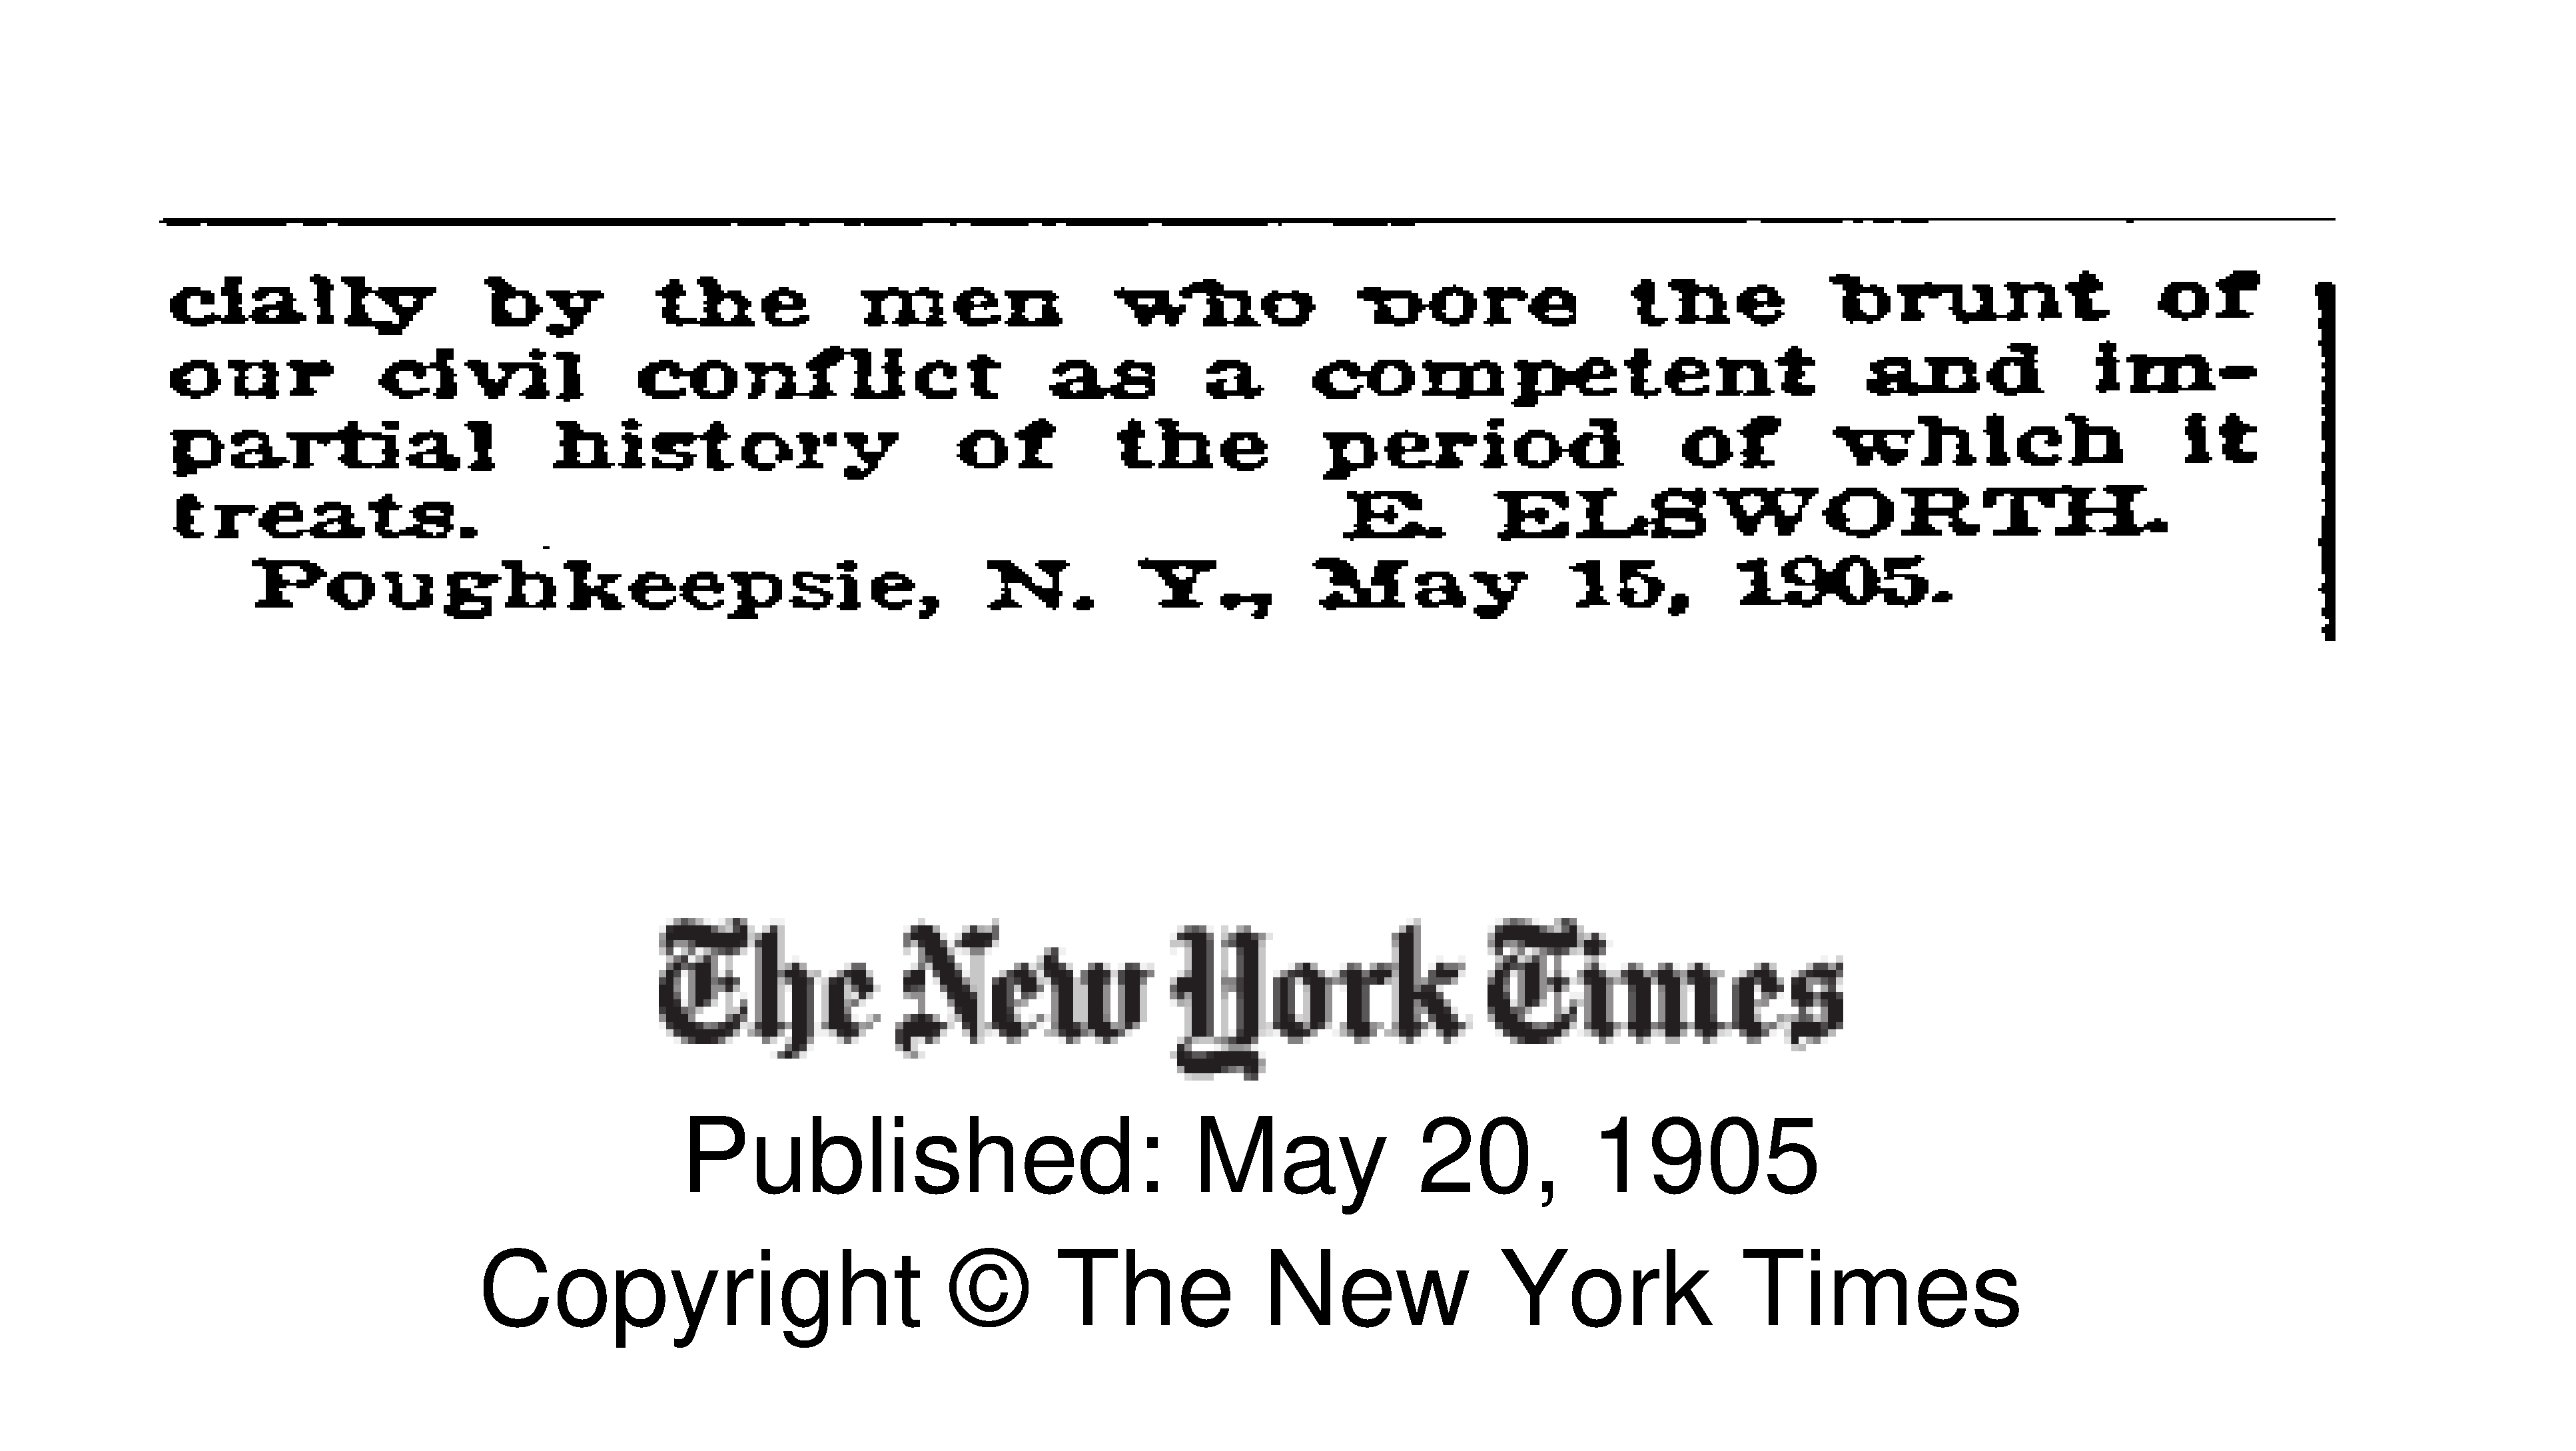 cially by the men who bore the brunt of
our civil conflict as a competent and im-
partial history of the period of which it
treats. E. ELSWORTH.
Poughkeepsie, N. Y., May 15, 1905.
The New York Times
Published: May 20, 1905
Copyright © The New York Times